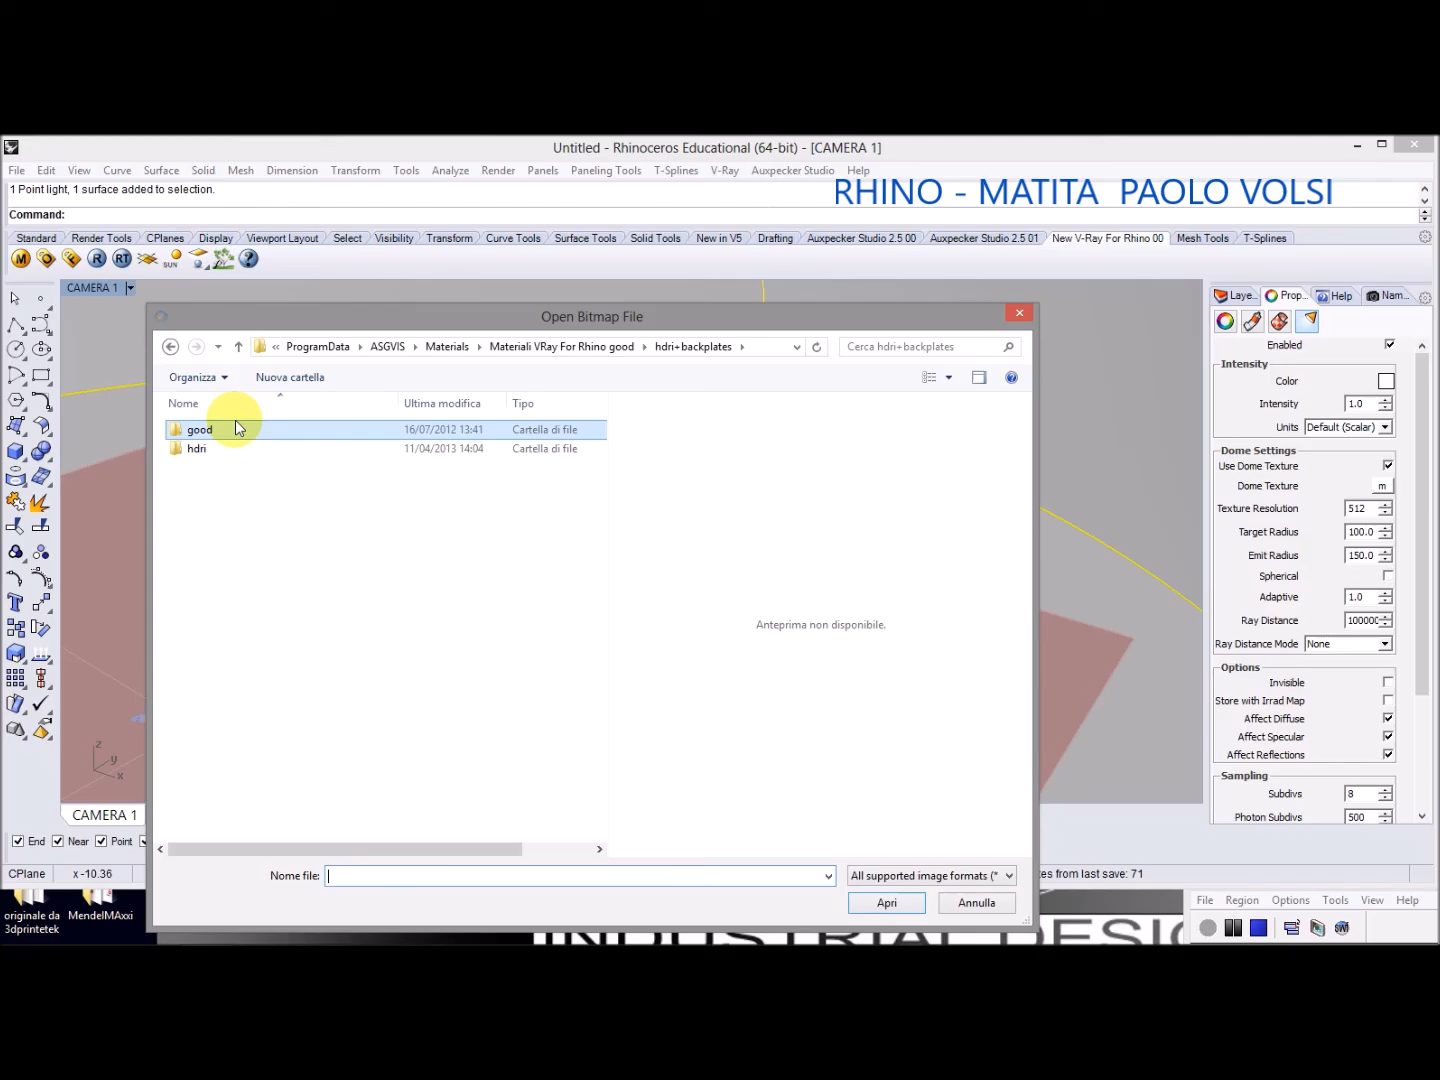 Untitled - Rhinoceros Educational (64-bit) - [CAMERA 1]
File Edit View Curve Surface Solid Mesh Dimension Transform Tools Analyze Render Panels Paneling Tools T-Splines V-Ray Auxpecker Studio Help
1 Point light, 1 surface added to selection.
RHINO - MATITA PAOLO VOLSI
Command:
Standard Render Tools CPlanes Display Viewport Layout Select Visibility Transform Curve Tools Surface Tools Solid Tools New in V5 Drafting Auxpecker Studio 2.5 00 Auxpecker Studio 2.5 01 New V-Ray For Rhino 00 Mesh Tools T-Splines
M R RT SUN
CAMERA 1
Laye... Prop... Help Nam...
Open Bitmap File
« ProgramData Asgvis Materials Materiali VRay For Rhino good hdri+backplates
Cerca hdri+backplates
Organizza Nuova cartella
Nome Ultima modifica Tipo
good 16/07/2012 13:41 Cartella di file
hdri 11/04/2013 14:04 Cartella di file
Anteprima non disponibile.
Nome file:
All supported image formats (*
Apri Annulla
Enabled
Intensity
Color
Intensity 1.0
Units Default (Scalar)
Dome Settings
Use Dome Texture
Dome Texture m
Texture Resolution 512
Target Radius 100.0
Emit Radius 150.0
Spherical
Adaptive 1.0
Ray Distance 100000
Ray Distance Mode None
Options
Invisible
Store with Irrad Map
Affect Diffuse
Affect Specular
Affect Reflections
Sampling
Subdivs 8
Photon Subdivs 500
z
y
x
CAMERA 1
End Near Point
CPlane x -10.36
tes from last save: 71
originale da
3dprintetek
MendelMAxxi
INDUSTRIAL DESIG
File Region Options Tools View Help